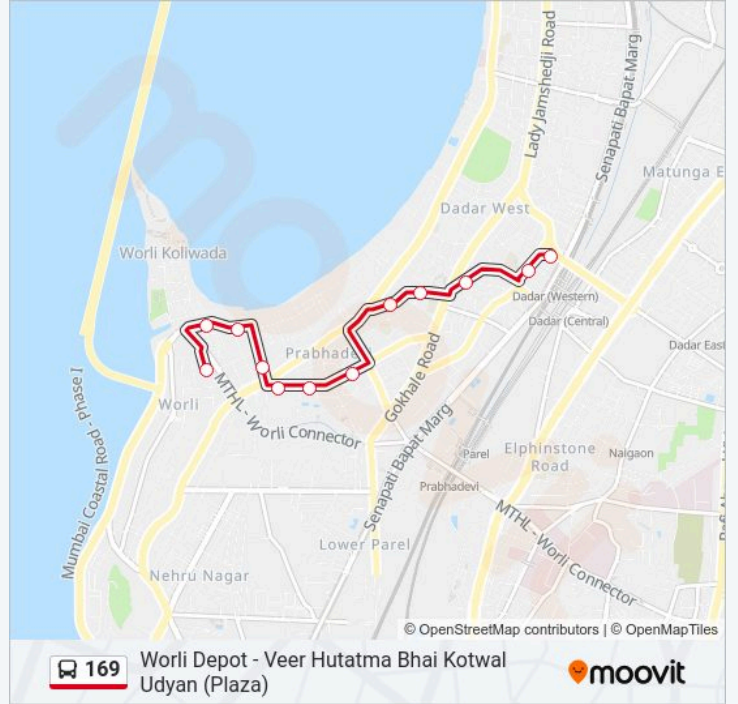 Lady Jamshedji Road
Senapati Bapat Marg
Matunga E
Dadar West
Worli Koliwada
Dadar (Western)
Dadar (Central)
Prabhade
Dadar East
Gokhale Road
MTHL - Worli Connector
Worli
Mumbai Coastal Road - Phase I
Senapati Bapat Marg
Parel
Elphinstone
Road
Naigaon
Prabhadevi
MTHL - Worli Connector
Lower Parel
Nehru Nagar
© OpenStreetMap contributors | © OpenMapTiles
169
Worli Depot - Veer Hutatma Bhai Kotwal
Udyan (Plaza)
moovit